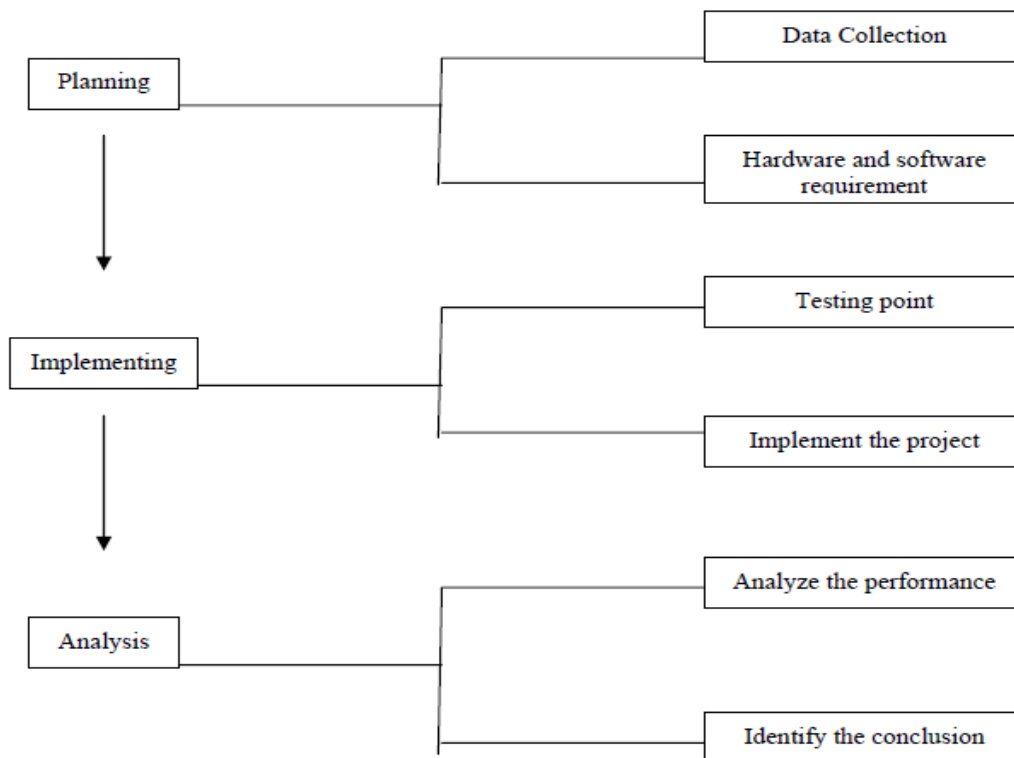 Data Collection
Planning
Hardware and software
requirement
Testing point
Implementing
Implement the project
Analyze the performance
Analysis
Identify the conclusion